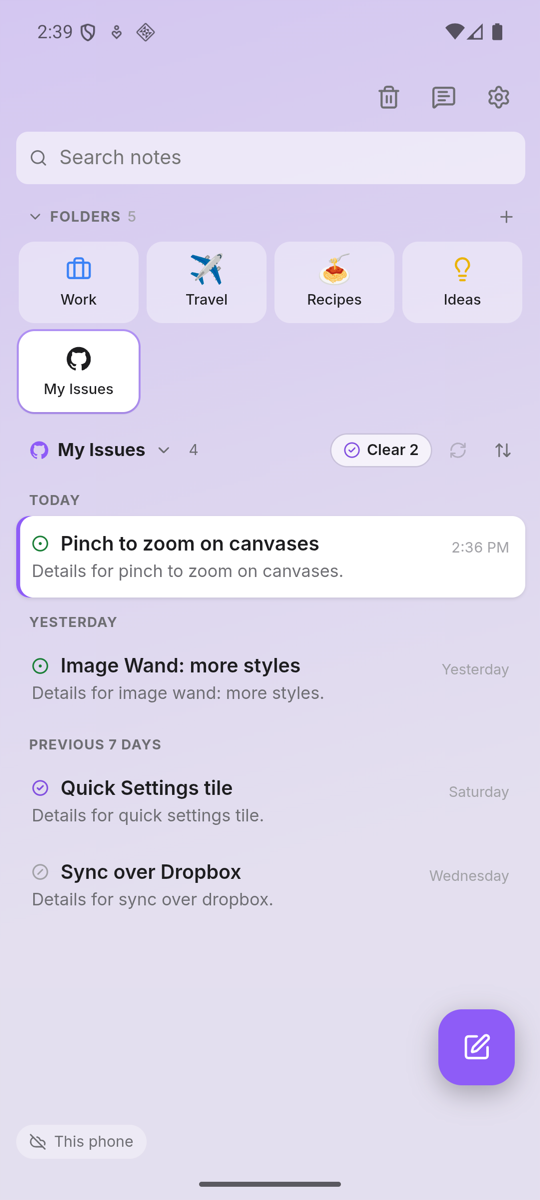 2:39
Search notes
FOLDERS 5
Work
Travel
Recipes
Ideas
My Issues
My Issues 4
Clear 2
TODAY
Pinch to zoom on canvases
2:36 PM
Details for pinch to zoom on canvases.
YESTERDAY
Image Wand: more styles
Yesterday
Details for image wand: more styles.
PREVIOUS 7 DAYS
Quick Settings tile
Saturday
Details for quick settings tile.
Sync over Dropbox
Wednesday
Details for sync over dropbox.
This phone